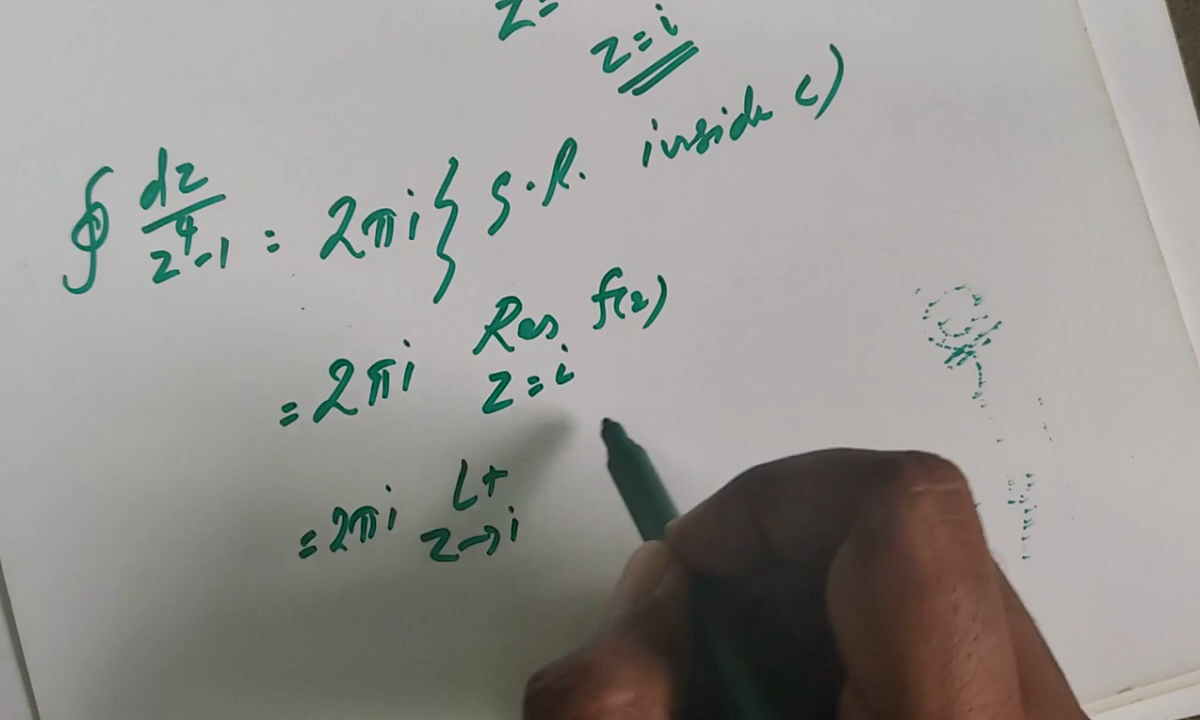 z=
z=i
∮ dz/z⁴-1 = 2πi { S.R. inside c)
= 2πi Res f(z)
z=i
= 2πi Lt
z→i